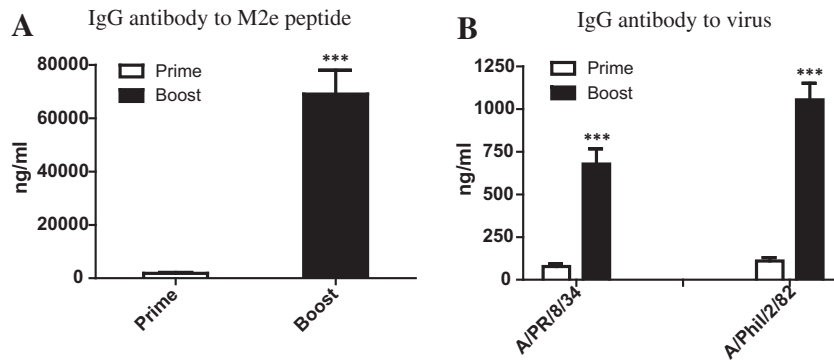 A
IgG antibody to M2e peptide
Prime
Boost
***
80000
60000
40000
20000
0
ng/ml
Prime
Boost
B
IgG antibody to virus
Prime
Boost
***
***
1250
1000
750
500
250
0
ng/ml
A/PR/8/34
A/Phil/2/82